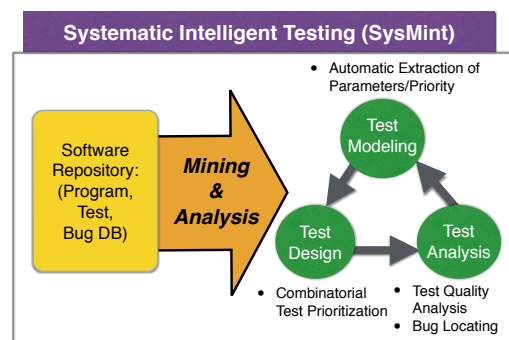 Systematic Intelligent Testing (SysMint)
• Automatic Extraction of
Parameters/Priority
Software
Repository:
(Program,
Test,
Bug DB)
Mining
&
Analysis
Test
Modeling
Test
Design
Test
Analysis
• Combinatorial
Test Prioritization
• Test Quality
Analysis
• Bug Locating